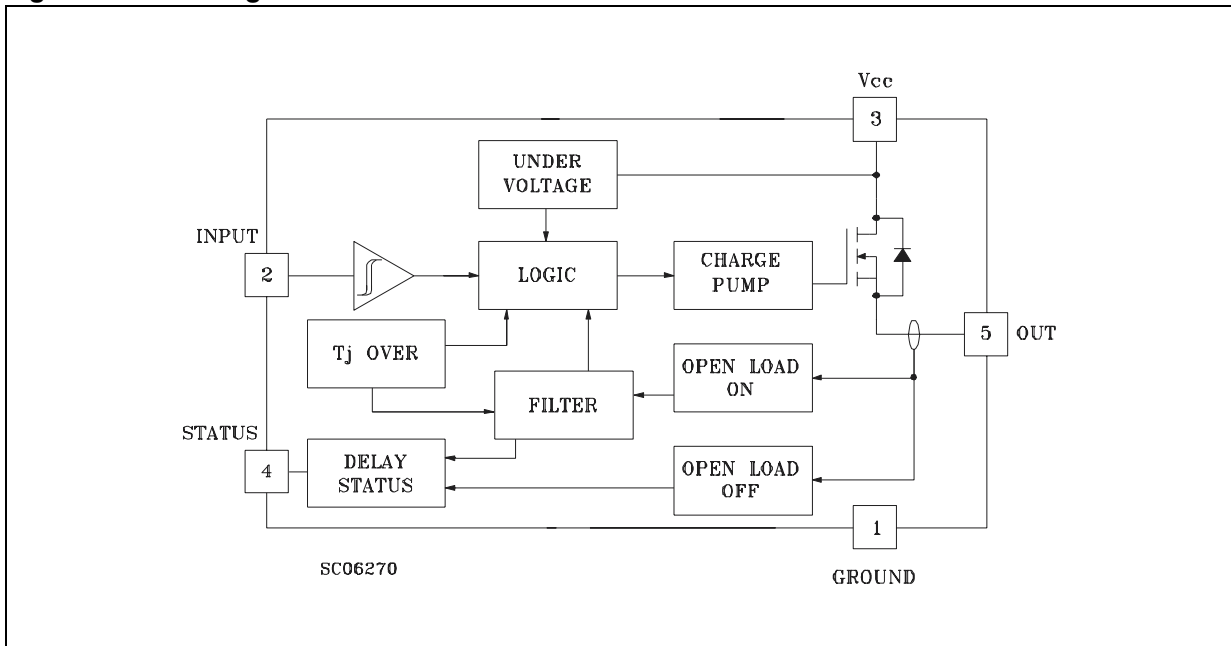 Vcc
3
UNDER
VOLTAGE
INPUT
2
LOGIC
CHARGE
PUMP
5
OUT
Tj OVER
OPEN LOAD
ON
FILTER
STATUS
4
DELAY
STATUS
OPEN LOAD
OFF
1
SC06270
GROUND